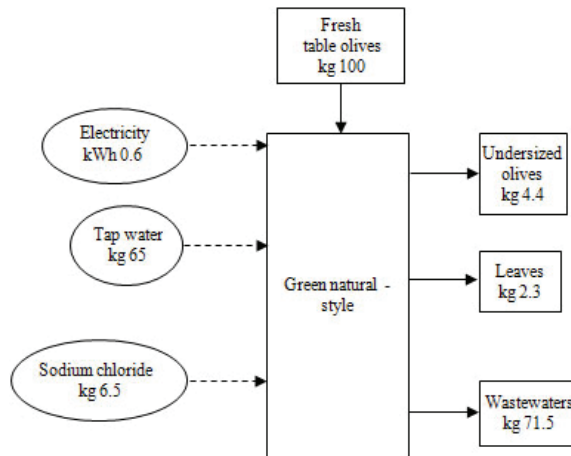 Fresh
table olives
kg 100
Electricity
kWh 0.6
Undersized
olives
kg 4.4
Tap water
kg 65
Green natural -
style
Leaves
kg 2.3
Sodium chloride
kg 6.5
Wastewaters
kg 71.5